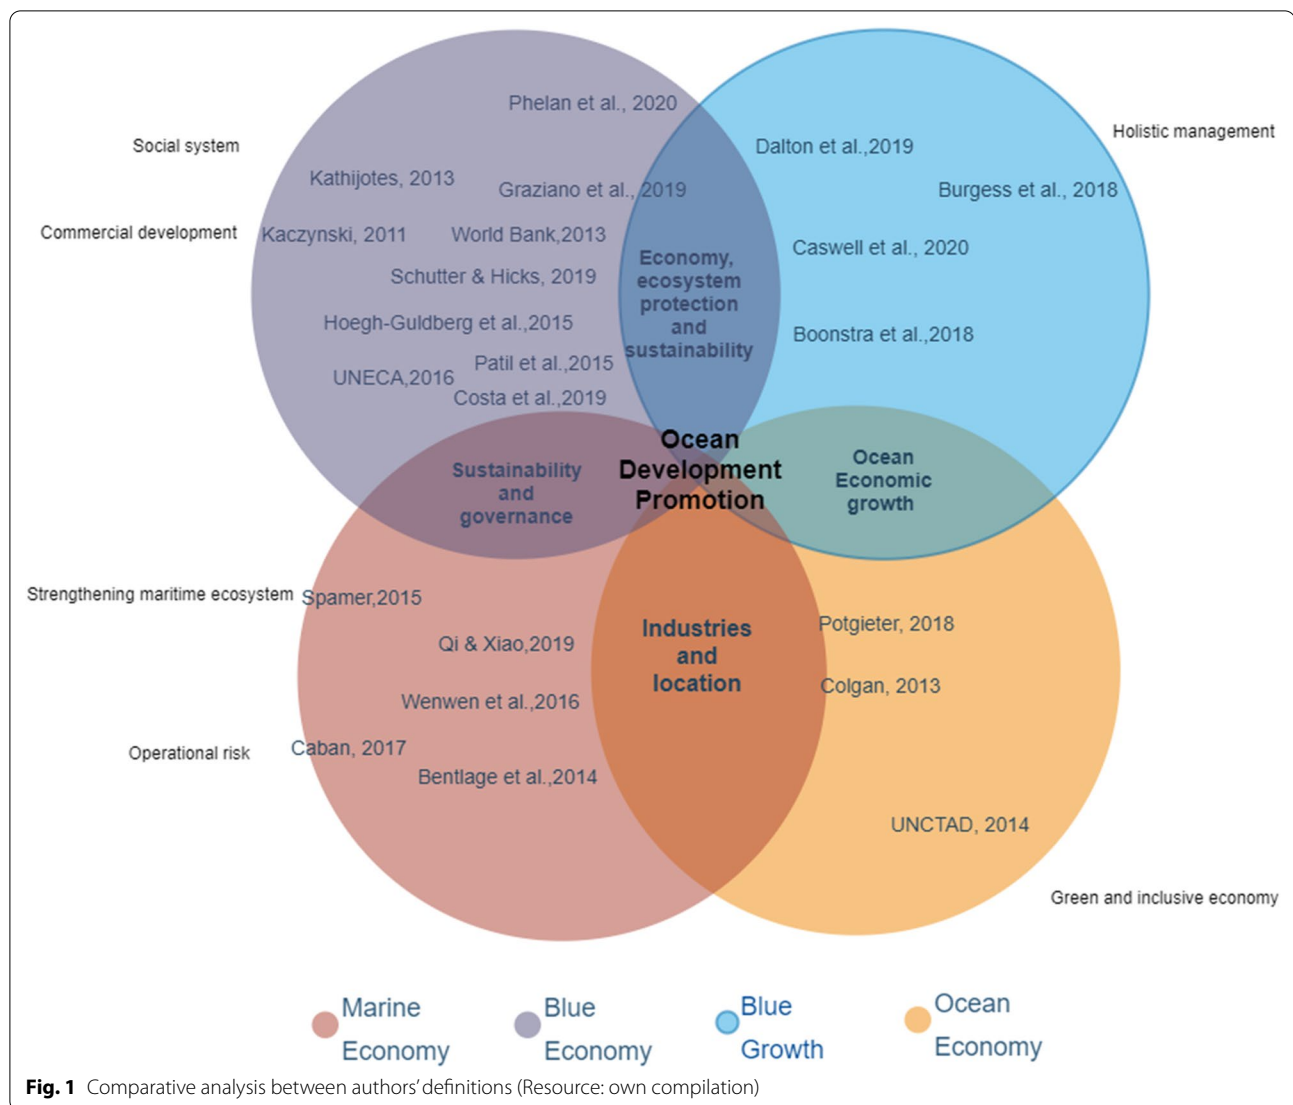 Phelan et al., 2020
Social system
Holistic management
Dalton et al.,2019
Kathijotes, 2013
Graziano et al., 2019
Burgess et al., 2018
Commercial development
Kaczynski, 2011
World Bank,2013
Caswell et al., 2020
Economy,
ecosystem
protection
and
sustainability
Schutter & Hicks, 2019
Hoegh-Guldberg et al.,2015
Boonstra et al.,2018
Patil et al.,2015
UNECA,2016
Costa et al.,2019
Ocean
Development
Promotion
Sustainability
and
governance
Ocean
Economic
growth
Strengthening maritime ecosystem
Spamer,2015
Industries
and
location
Potgieter, 2018
Qi & Xiao,2019
Colgan, 2013
Wenwen et al.,2016
Operational risk
Caban, 2017
Bentlage et al.,2014
UNCTAD, 2014
Green and inclusive economy
Marine
Economy
Blue
Economy
Blue
Growth
Ocean
Economy
Fig. 1 Comparative analysis between authors' definitions (Resource: own compilation)